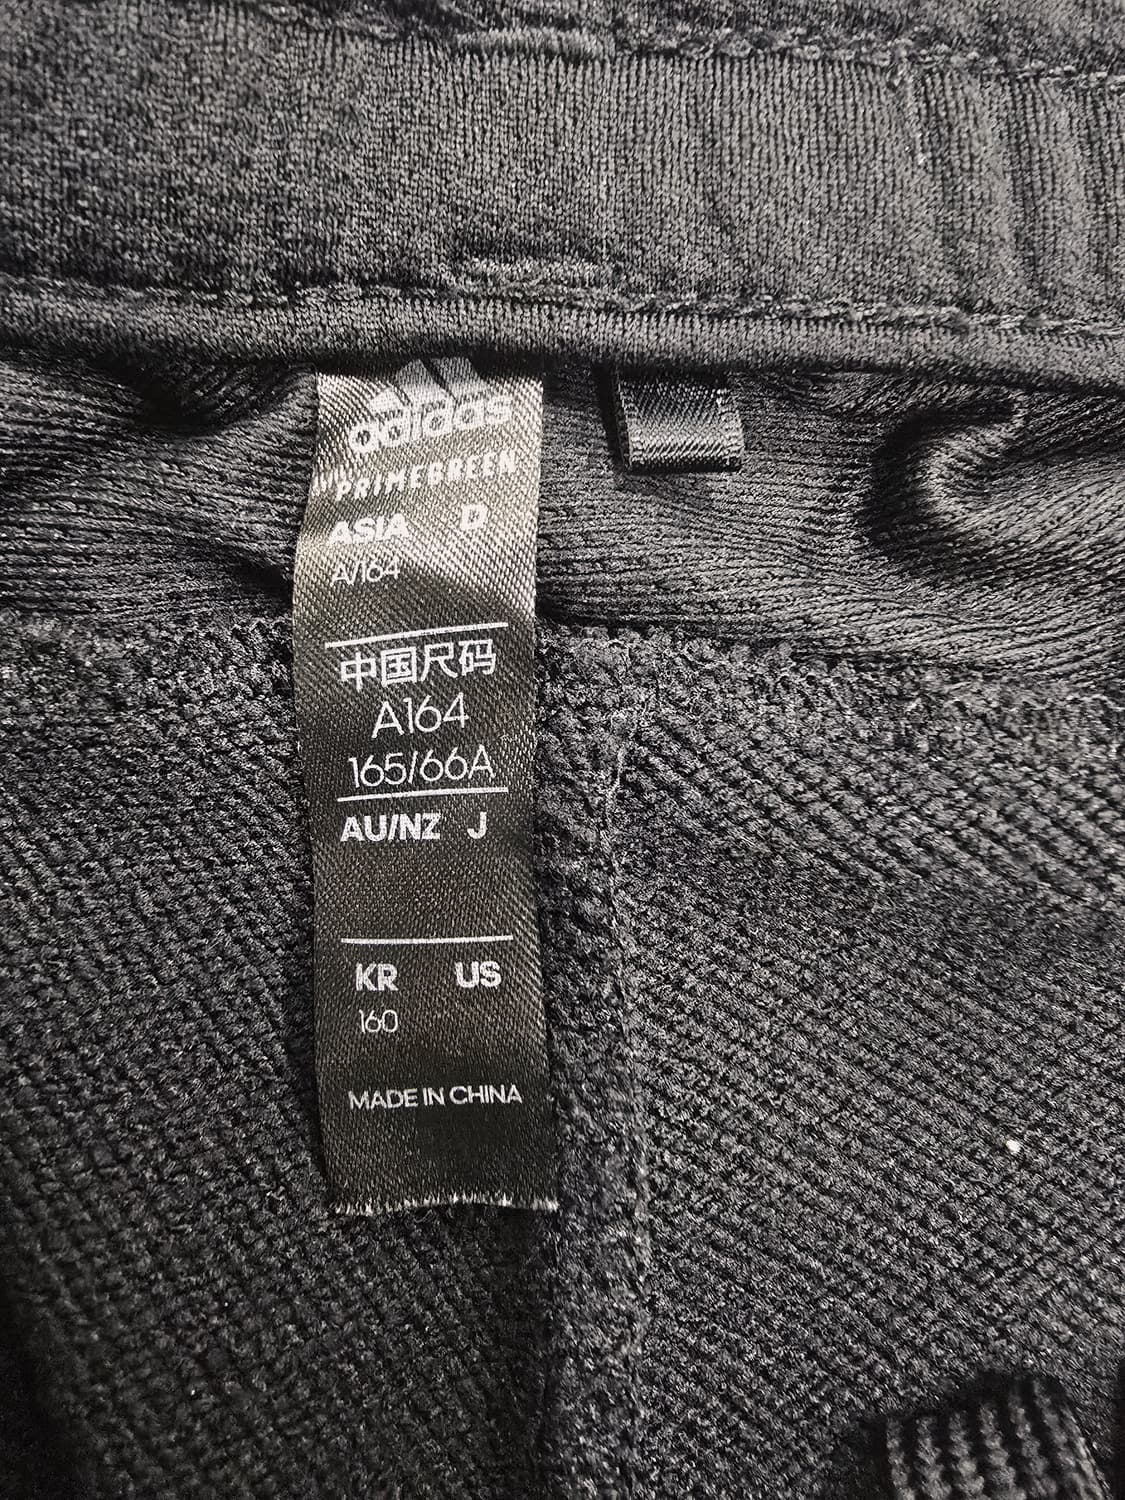 adidas
PRIMEGREEN
ASIA D
A/164
中国尺码
A164
165/66A
AU/NZ J
KR US
160
MADE IN CHINA